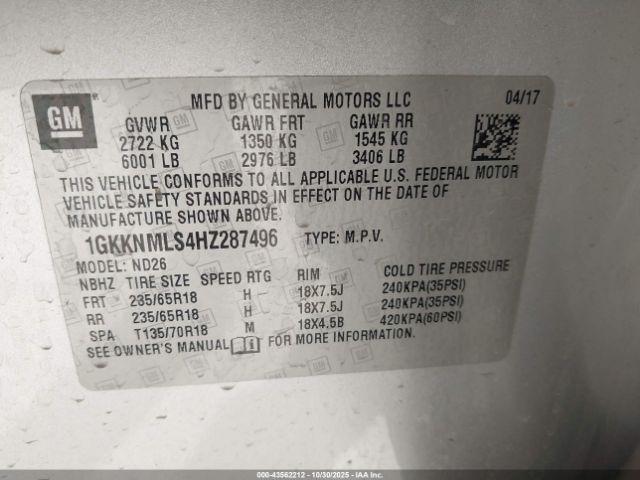 GM
MFD BY GENERAL MOTORS LLC 04/17
GVWR GAWR FRT GAWR RR
2722 KG 1350 KG 1545 KG
6001 LB 2976 LB 3406 LB
THIS VEHICLE CONFORMS TO ALL APPLICABLE U.S. FEDERAL MOTOR
VEHICLE SAFETY STANDARDS IN EFFECT ON THE DATE OF
MANUFACTURE SHOWN ABOVE.
1GKKNMLS4HZ287496 TYPE: M.P.V.
MODEL: ND26
NBHZ TIRE SIZE SPEED RTG RIM COLD TIRE PRESSURE
FRT 235/65R18 H 18X7.5J 240KPA(35PSI)
RR 235/65R18 H 18X7.5J 240KPA(35PSI)
SPA T135/70R18 M 18X4.5B 420KPA(60PSI)
SEE OWNER'S MANUAL FOR MORE INFORMATION.
000-43562212 - 10/30/2025 - IAA Inc.